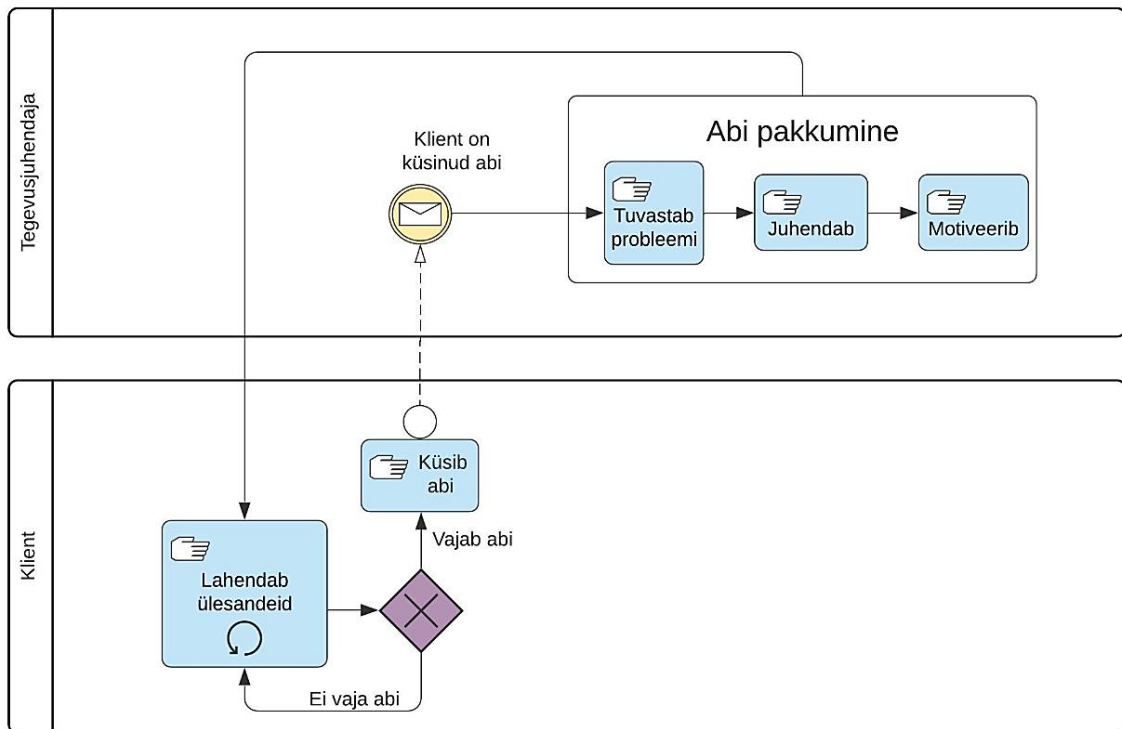 Tegevusjuhendaja
Klient on
küsinud abi
Abi pakkumine
Tuvastab
probleemi
Juhendab
Motiveerib
Klient
Küsib
abi
Vajab abi
Lahendab
ülesandeid
Ei vaja abi